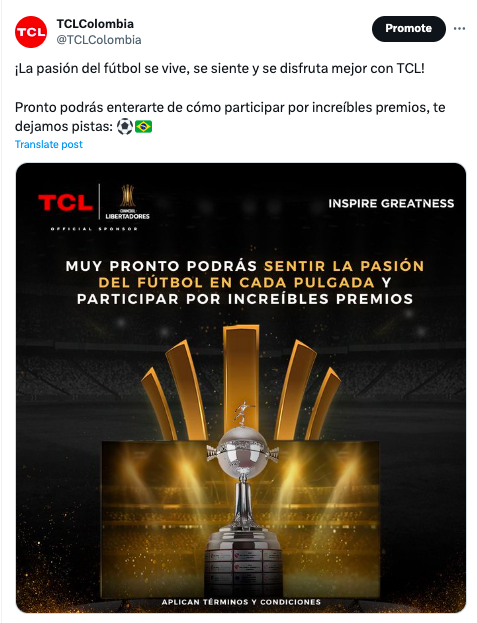 TCLColombia
@TCLColombia
Promote
¡La pasión del fútbol se vive, se siente y se disfruta mejor con TCL!
Pronto podrás enterarte de cómo participar por increíbles premios, te
dejamos pistas: ⚽🇧🇷
Translate post
TCL
CONMEBOL
LIBERTADORES
OFFICIAL SPONSOR
INSPIRE GREATNESS
MUY PRONTO PODRÁS SENTIR LA PASIÓN
DEL FÚTBOL EN CADA PULGADA Y
PARTICIPAR POR INCREÍBLES PREMIOS
APLICAN TÉRMINOS Y CONDICIONES